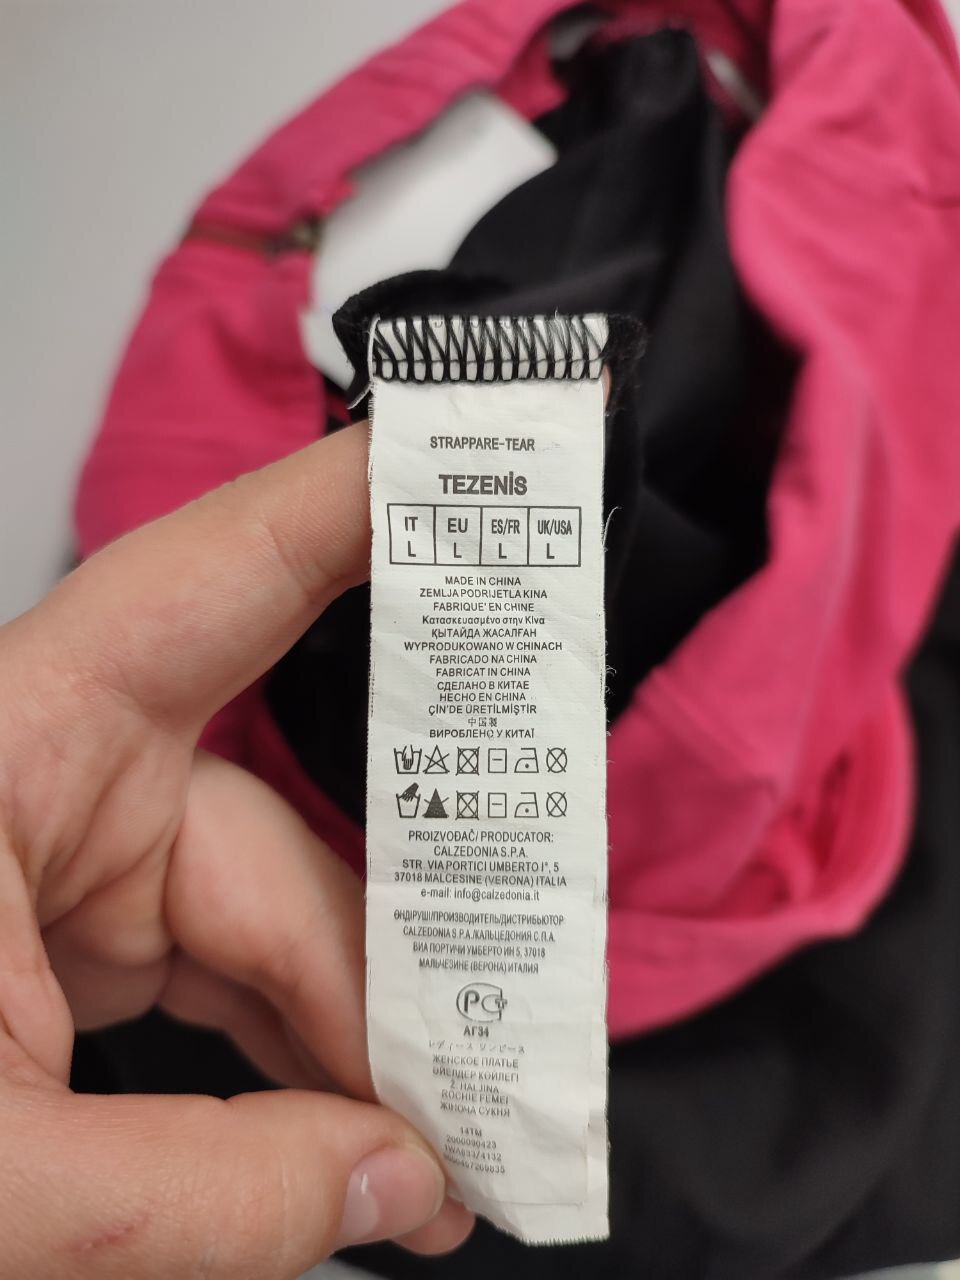 STRAPPARE-TEAR
TEZENİS
IT EU ES/FR UK/USA
L L L L
MADE IN CHINA
ZEMLJA PODRIJETLA KINA
FABRIQUE' EN CHINE
Κατασκευασμένο στην Κίνα
ҚЫТАЙДА ЖАСАЛҒАН
WYPRODUKOWANO W CHINACH
FABRICADO NA CHINA
FABRICAT IN CHINA
СДЕЛАНО В КИТАЕ
HECHO EN CHINA
ÇİN'DE ÜRETİLMİŞTİR
中国製
ВИРОБЛЕНО У КИТАЇ
PROIZVOĐAČ/ PRODUCATOR:
CALZEDONIA S.P.A.
STR. VIA PORTICI UMBERTO I°, 5
37018 MALCESINE (VERONA) ITALIA
e-mail: info@calzedonia.it
ӨНДІРУШІ/ПРОИЗВОДИТЕЛЬ/ДИСТРИБЬЮТОР
CALZEDONIA S.P.A./КАЛЬЦЕДОНИЯ С.П.А.
ВИА ПОРТИЧИ УМБЕРТО ИН 5, 37018
МАЛЬЧЕЗИНЕ (ВЕРОНА) ИТАЛИЯ
РСТ
АГ34
レディース ワンピース
ЖЕНСКОЕ ПЛАТЬЕ
ӘЙЕЛДЕР КӨЙЛЕГІ
Ž. HALJINA
ROCHIE FEMEI
ЖІНОЧА СУКНЯ
14TM
2000090423
1WA833/4132